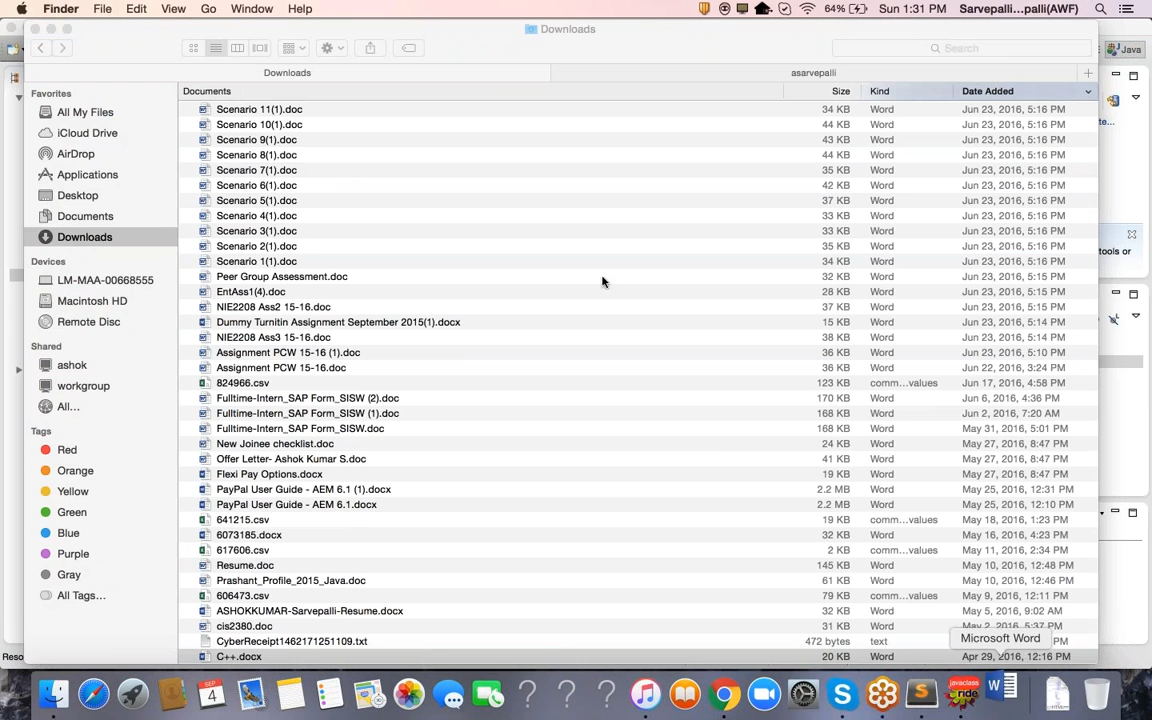 Finder File Edit View Go Window Help 64% Sun 1:31 PM Sarvepalli...palli(AWF)
Downloads
Search
Java
Downloads asarvepalli
Favorites
All My Files
iCloud Drive
AirDrop
Applications
Desktop
Documents
Downloads
Devices
LM-MAA-00668555
Macintosh HD
Remote Disc
Shared
ashok
workgroup
All...
Tags
Red
Orange
Yellow
Green
Blue
Purple
Gray
All Tags...
Documents Size Kind Date Added
Scenario 11(1).doc 34 KB Word Jun 23, 2016, 5:16 PM
Scenario 10(1).doc 44 KB Word Jun 23, 2016, 5:16 PM
Scenario 9(1).doc 43 KB Word Jun 23, 2016, 5:16 PM
Scenario 8(1).doc 44 KB Word Jun 23, 2016, 5:16 PM
Scenario 7(1).doc 35 KB Word Jun 23, 2016, 5:16 PM
Scenario 6(1).doc 42 KB Word Jun 23, 2016, 5:16 PM
Scenario 5(1).doc 37 KB Word Jun 23, 2016, 5:16 PM
Scenario 4(1).doc 33 KB Word Jun 23, 2016, 5:16 PM
Scenario 3(1).doc 33 KB Word Jun 23, 2016, 5:16 PM
Scenario 2(1).doc 35 KB Word Jun 23, 2016, 5:16 PM
Scenario 1(1).doc 34 KB Word Jun 23, 2016, 5:16 PM
Peer Group Assessment.doc 32 KB Word Jun 23, 2016, 5:15 PM
EntAss1(4).doc 28 KB Word Jun 23, 2016, 5:15 PM
NIE2208 Ass2 15-16.doc 37 KB Word Jun 23, 2016, 5:15 PM
Dummy Turnitin Assignment September 2015(1).docx 15 KB Word Jun 23, 2016, 5:14 PM
NIE2208 Ass3 15-16.doc 38 KB Word Jun 23, 2016, 5:14 PM
Assignment PCW 15-16 (1).doc 36 KB Word Jun 23, 2016, 5:10 PM
Assignment PCW 15-16.doc 36 KB Word Jun 22, 2016, 3:24 PM
824966.csv 123 KB comm...values Jun 17, 2016, 4:58 PM
Fulltime-Intern_SAP Form_SISW (2).doc 170 KB Word Jun 6, 2016, 4:36 PM
Fulltime-Intern_SAP Form_SISW (1).doc 168 KB Word Jun 2, 2016, 7:20 AM
Fulltime-Intern_SAP Form_SISW.doc 168 KB Word May 31, 2016, 5:01 PM
New Joinee checklist.doc 24 KB Word May 27, 2016, 8:47 PM
Offer Letter- Ashok Kumar S.doc 41 KB Word May 27, 2016, 8:47 PM
Flexi Pay Options.docx 19 KB Word May 27, 2016, 8:47 PM
PayPal User Guide - AEM 6.1 (1).docx 2.2 MB Word May 25, 2016, 12:31 PM
PayPal User Guide - AEM 6.1.docx 2.2 MB Word May 25, 2016, 12:10 PM
641215.csv 19 KB comm...values May 18, 2016, 1:23 PM
6073185.docx 32 KB Word May 16, 2016, 4:23 PM
617606.csv 2 KB comm...values May 11, 2016, 2:34 PM
Resume.doc 145 KB Word May 10, 2016, 12:48 PM
Prashant_Profile_2015_Java.doc 61 KB Word May 10, 2016, 12:46 PM
606473.csv 79 KB comm...values May 9, 2016, 12:11 PM
ASHOKKUMAR-Sarvepalli-Resume.docx 32 KB Word May 5, 2016, 9:02 AM
cis2380.doc 31 KB Word May 2, 2016, 5:37 PM
CyberReceipt1462171251109.txt 472 bytes text PM
C++.docx 20 KB Word Apr 29, 2016, 12:16 PM
Microsoft Word
te...
tools or
Reso
SEP
4
javaclass
ride